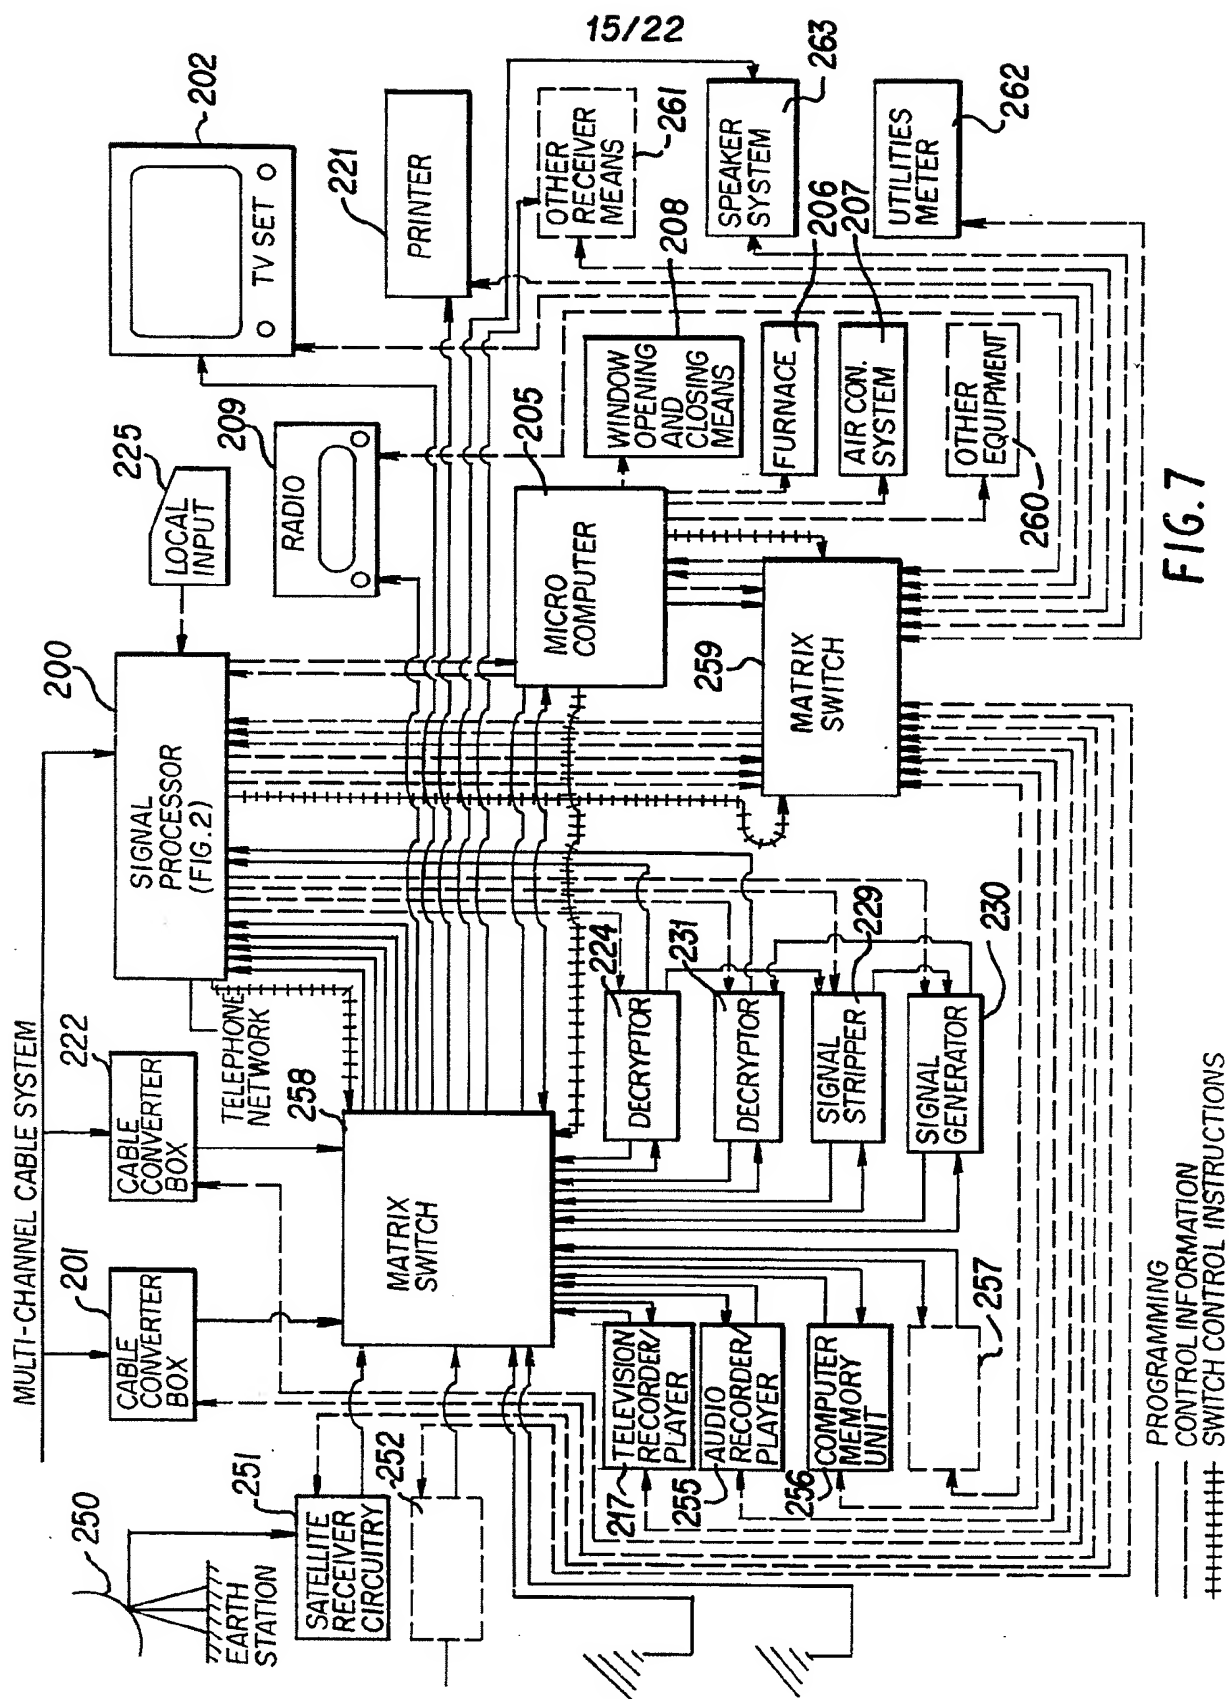 15/22
MULTI-CHANNEL CABLE SYSTEM
250
EARTH
STATION
251
SATELLITE
RECEIVER
CIRCUITRY
252
201
CABLE
CONVERTER
BOX
222
CABLE
CONVERTER
BOX
TELEPHONE
NETWORK
200
SIGNAL
PROCESSOR
(FIG.2)
225
LOCAL
INPUT
209
RADIO
202
TV SET
221
PRINTER
258
MATRIX
SWITCH
205
MICRO
COMPUTER
259
MATRIX
SWITCH
OTHER
RECEIVER
MEANS
261
208
WINDOW
OPENING
AND
CLOSING
MEANS
SPEAKER
SYSTEM
263
FURNACE
206
AIR CON.
SYSTEM
207
UTILITIES
METER
262
OTHER
EQUIPMENT
260
224
DECRYPTOR
231
DECRYPTOR
SIGNAL
STRIPPER
229
SIGNAL
GENERATOR
230
217
TELEVISION
RECORDER/
PLAYER
255
AUDIO
RECORDER/
PLAYER
256
COMPUTER
MEMORY
UNIT
257
PROGRAMMING
CONTROL INFORMATION
SWITCH CONTROL INSTRUCTIONS
FIG. 7